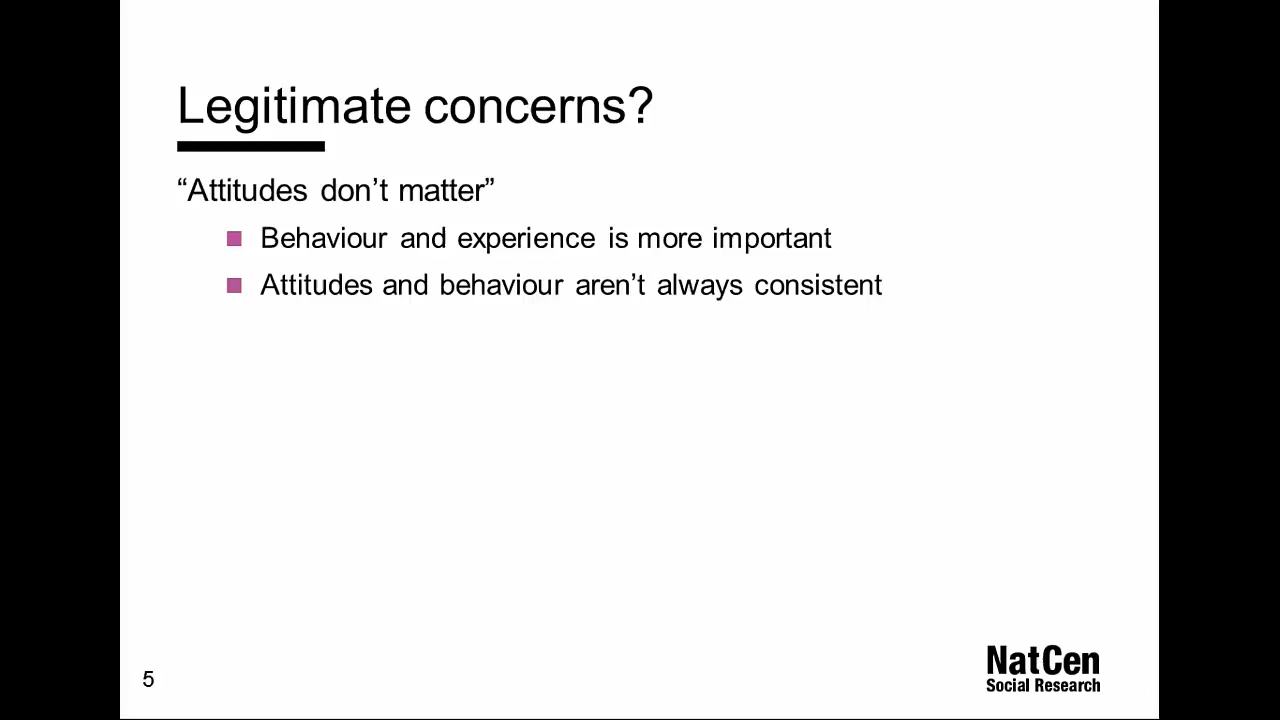 Legitimate concerns?
“Attitudes don’t matter”
Behaviour and experience is more important
Attitudes and behaviour aren’t always consistent
5
NatCen
Social Research